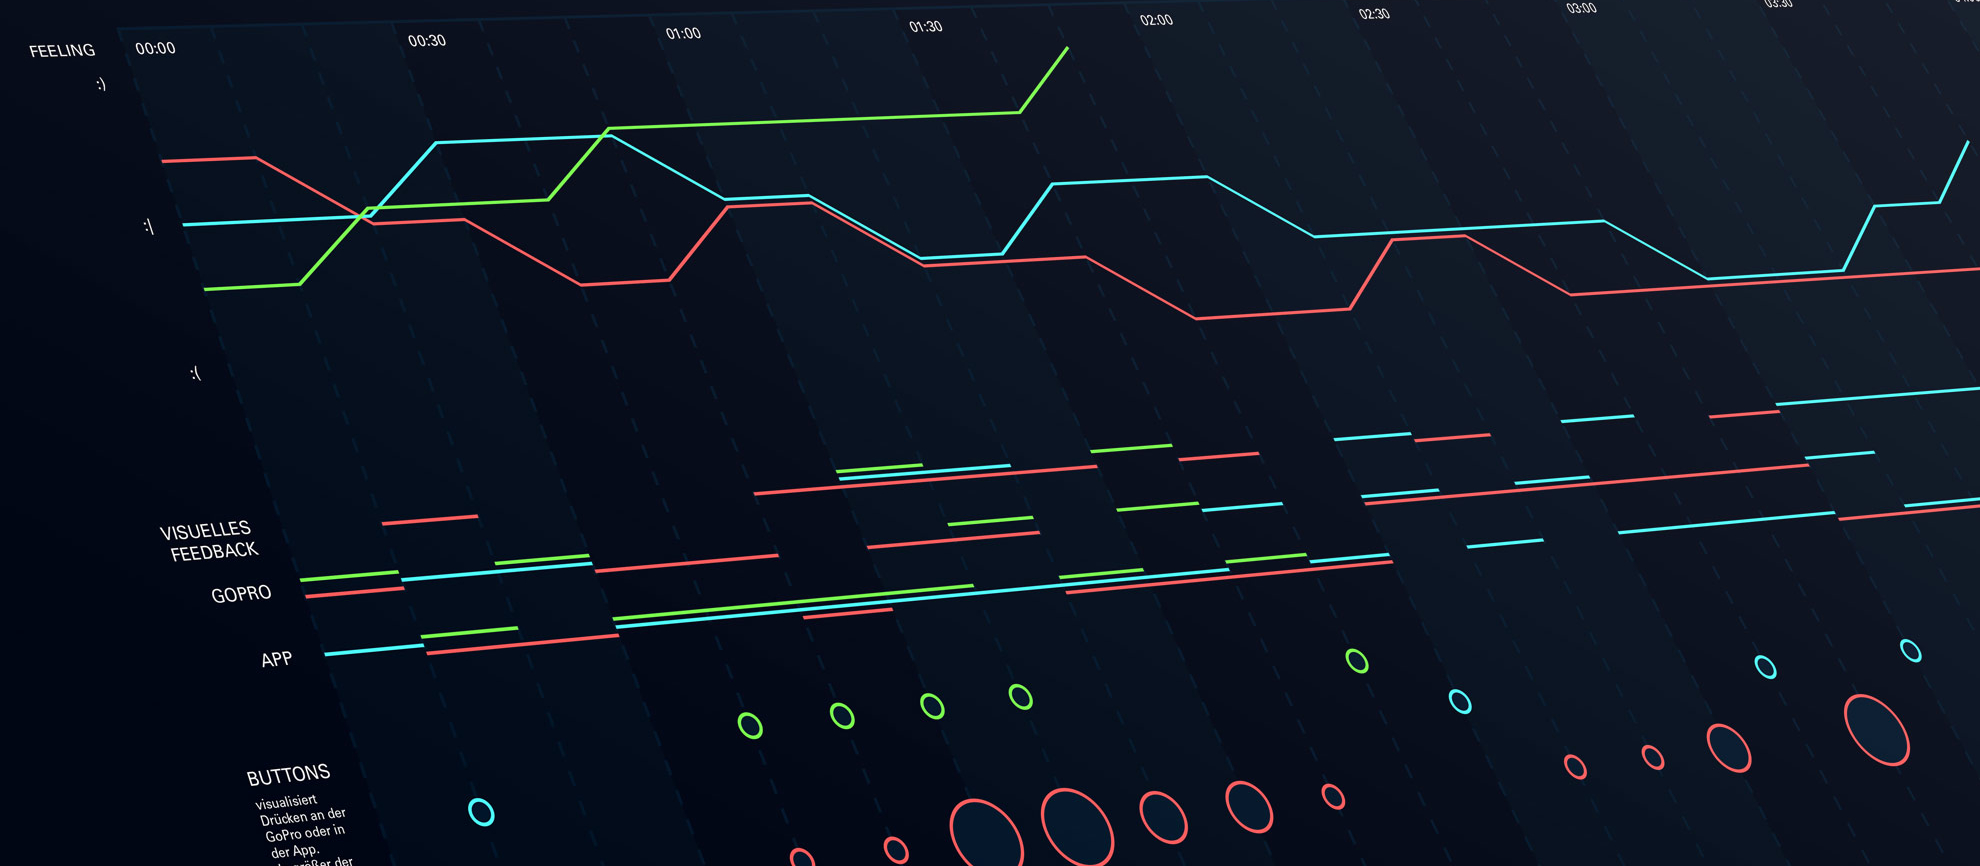 FEELING
00:00
00:30
01:00
01:30
02:00
02:30
03:00
03:30
:)
:|
:(
VISUELLES
FEEDBACK
GOPRO
APP
BUTTONS
visualisiert
Drücken an der
GoPro oder in
der App.
größer der